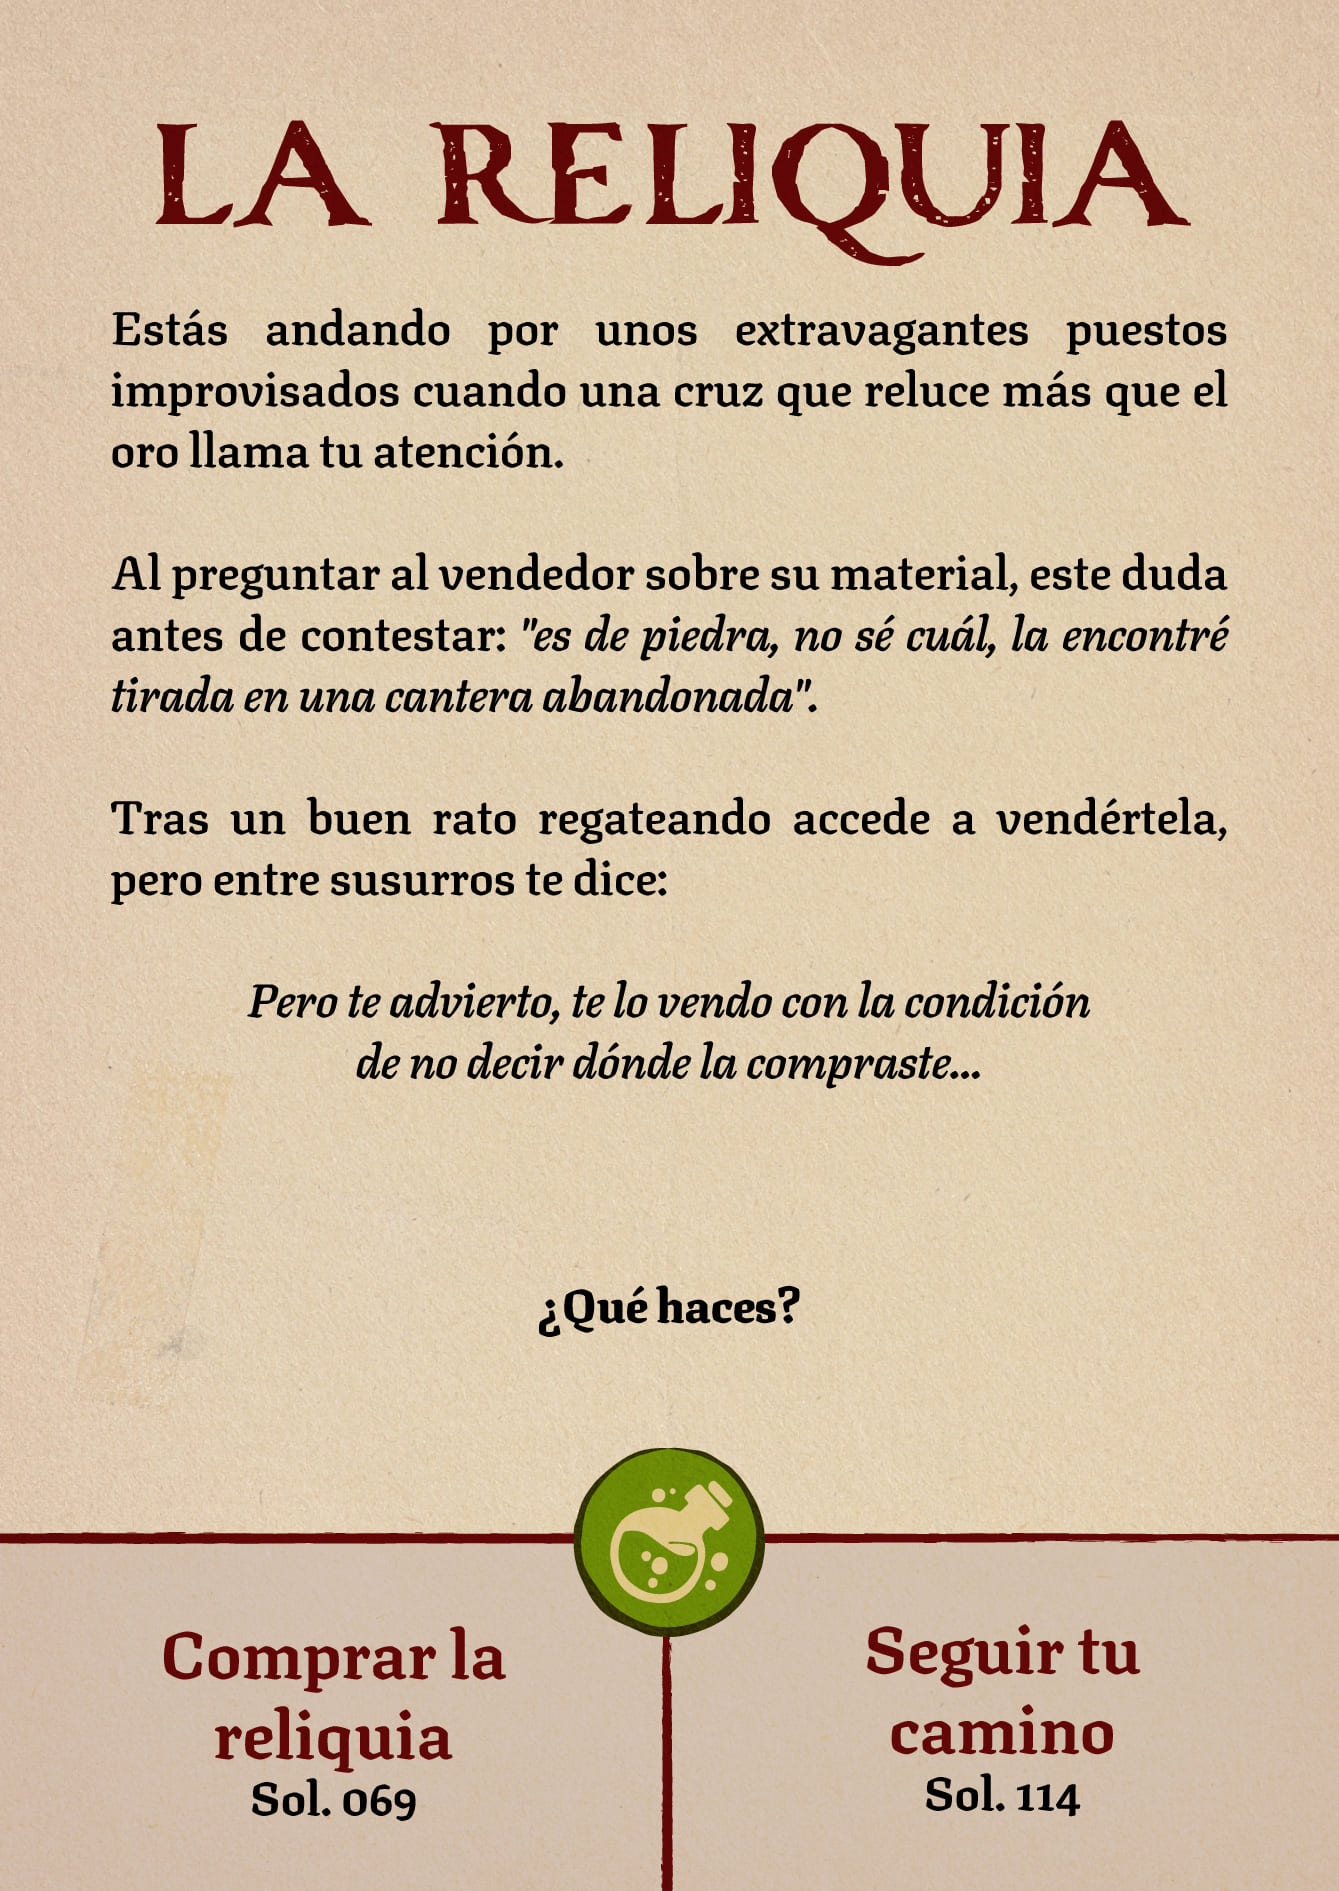 LA RELIQUIA
Estás andando por unos extravagantes puestos
improvisados cuando una cruz que reluce más que el
oro llama tu atención.
Al preguntar al vendedor sobre su material, este duda
antes de contestar: "es de piedra, no sé cuál, la encontré
tirada en una cantera abandonada".
Tras un buen rato regateando accede a vendértela,
pero entre susurros te dice:
Pero te advierto, te lo vendo con la condición
de no decir dónde la compraste...
¿Qué haces?
Comprar la
reliquia
Sol. 069
Seguir tu
camino
Sol. 114